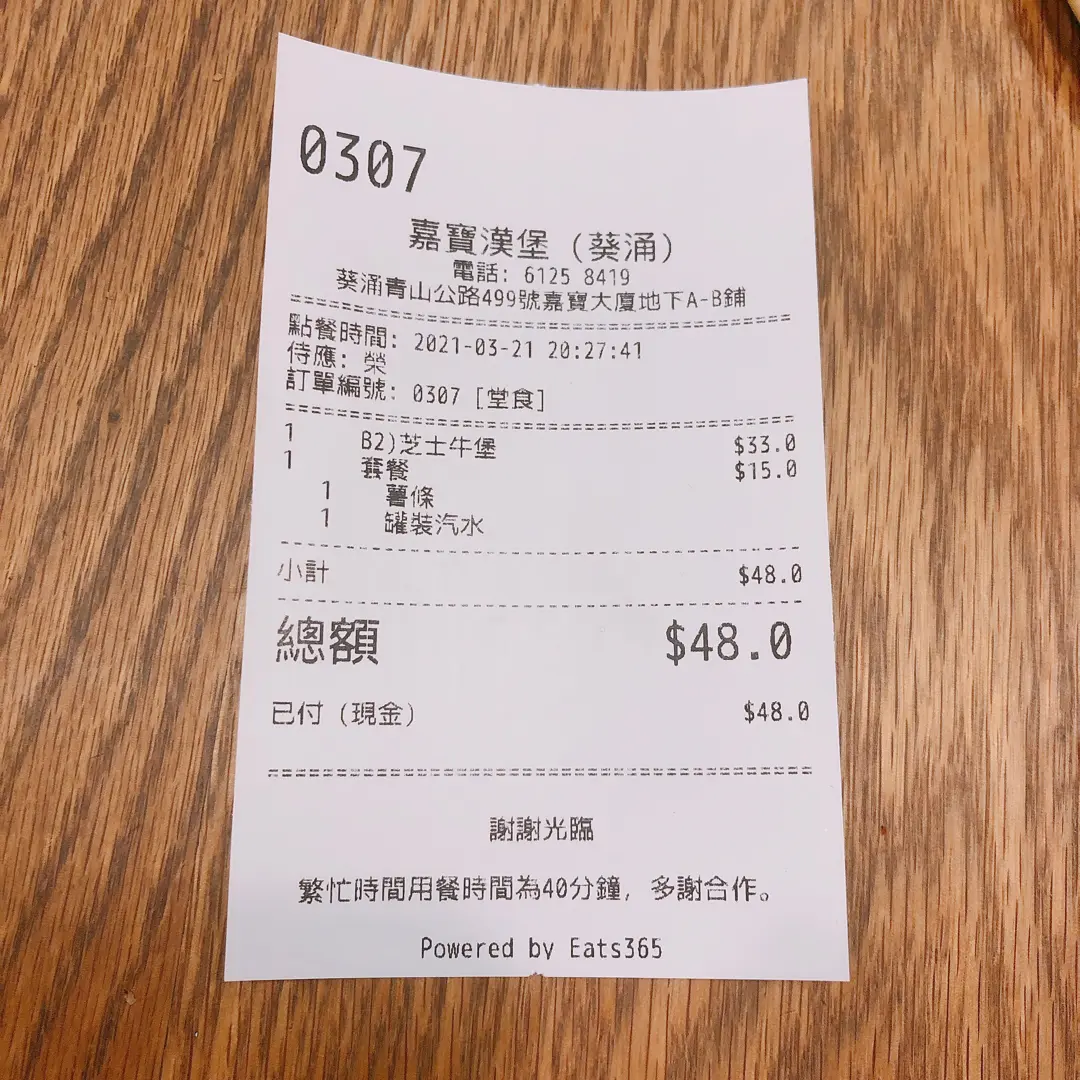 0307
嘉寶漢堡 (葵涌)
電話: 6125 8419
葵涌青山公路499號嘉寶大廈地下A-B鋪
點餐時間: 2021-03-21 20:27:41
侍應: 榮
訂單編號: 0307 [堂食]
1 B2)芝士牛堡 $33.0
1 套餐 $15.0
1 薯條
1 罐裝汽水
小計 $48.0
總額 $48.0
已付 (現金) $48.0
謝謝光臨
繁忙時間用餐時間為40分鐘, 多謝合作。
Powered by Eats365